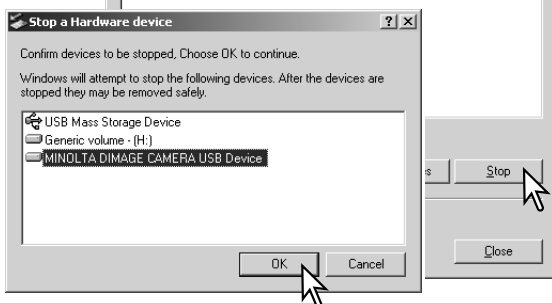 Stop a Hardware device
Confirm devices to be stopped, Choose OK to continue.
Windows will attempt to stop the following devices. After the devices are
stopped they may be removed safely.
USB Mass Storage Device
Generic volume - (H:)
MINOLTA DIMAGE CAMERA USB Device
OK
Cancel
Stop
Close